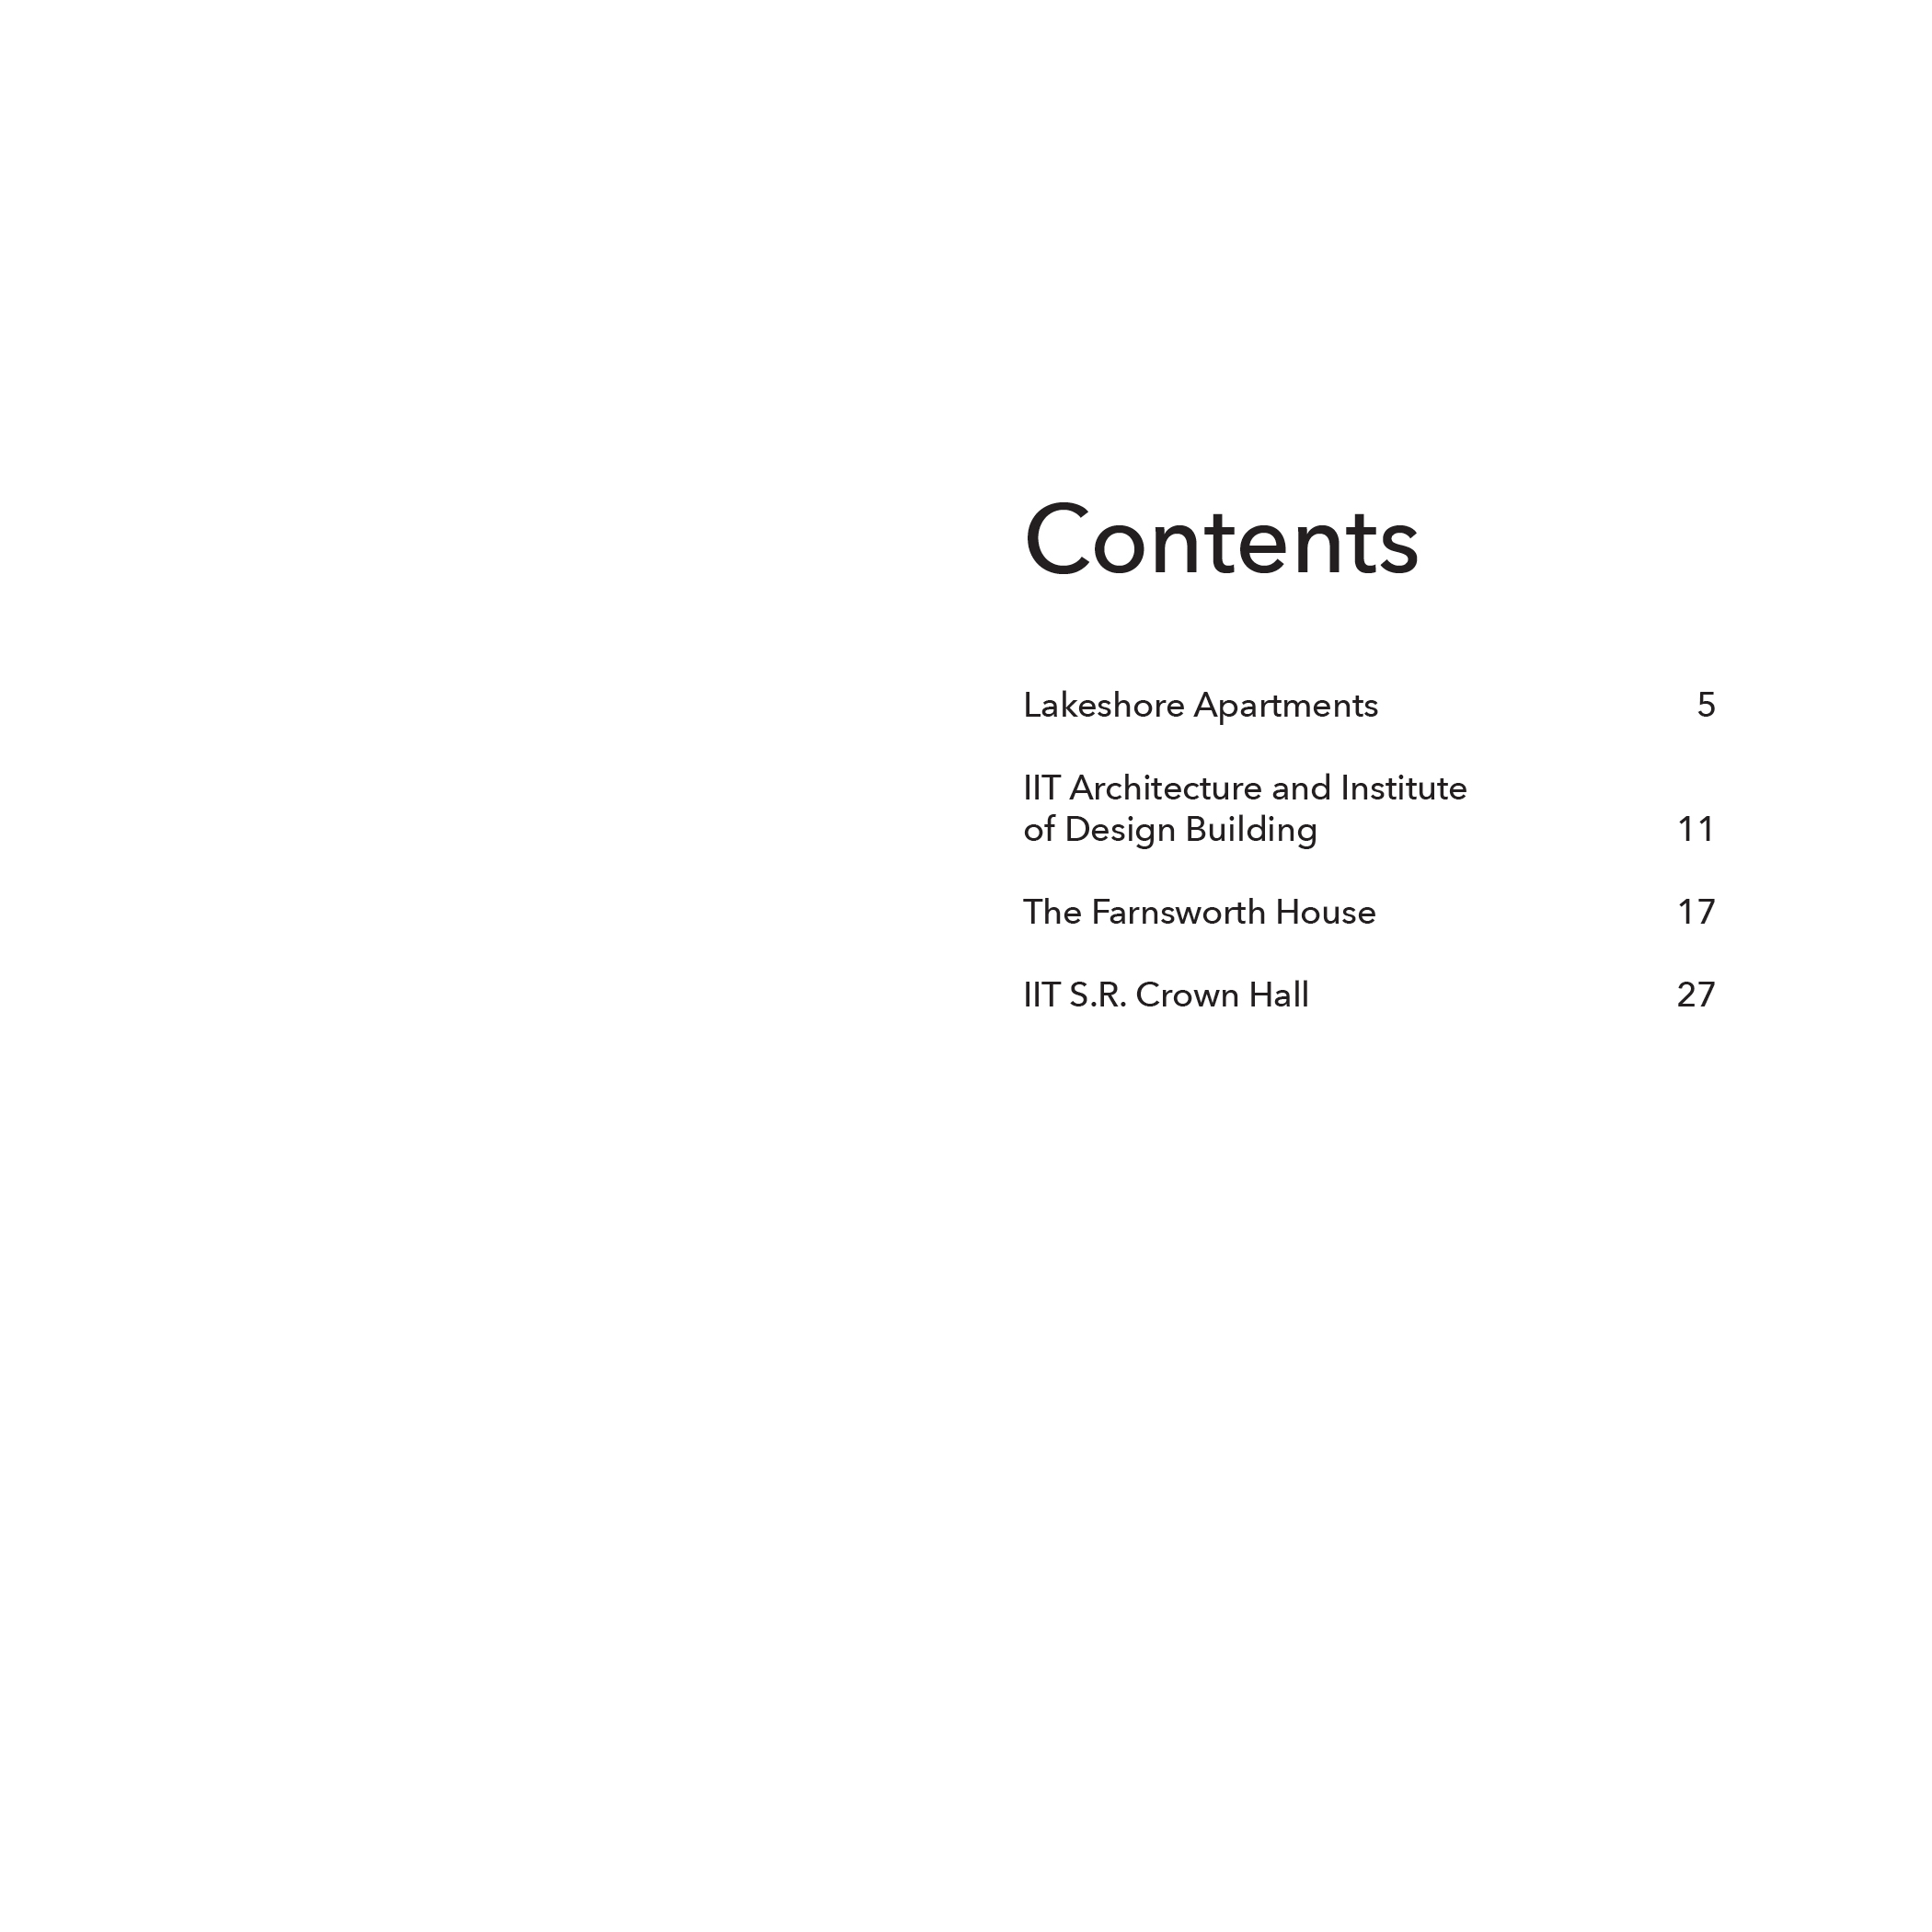 Contents
Lakeshore Apartments 5
IIT Architecture and Institute
of Design Building 11
The Farnsworth House 17
IIT S.R. Crown Hall 27